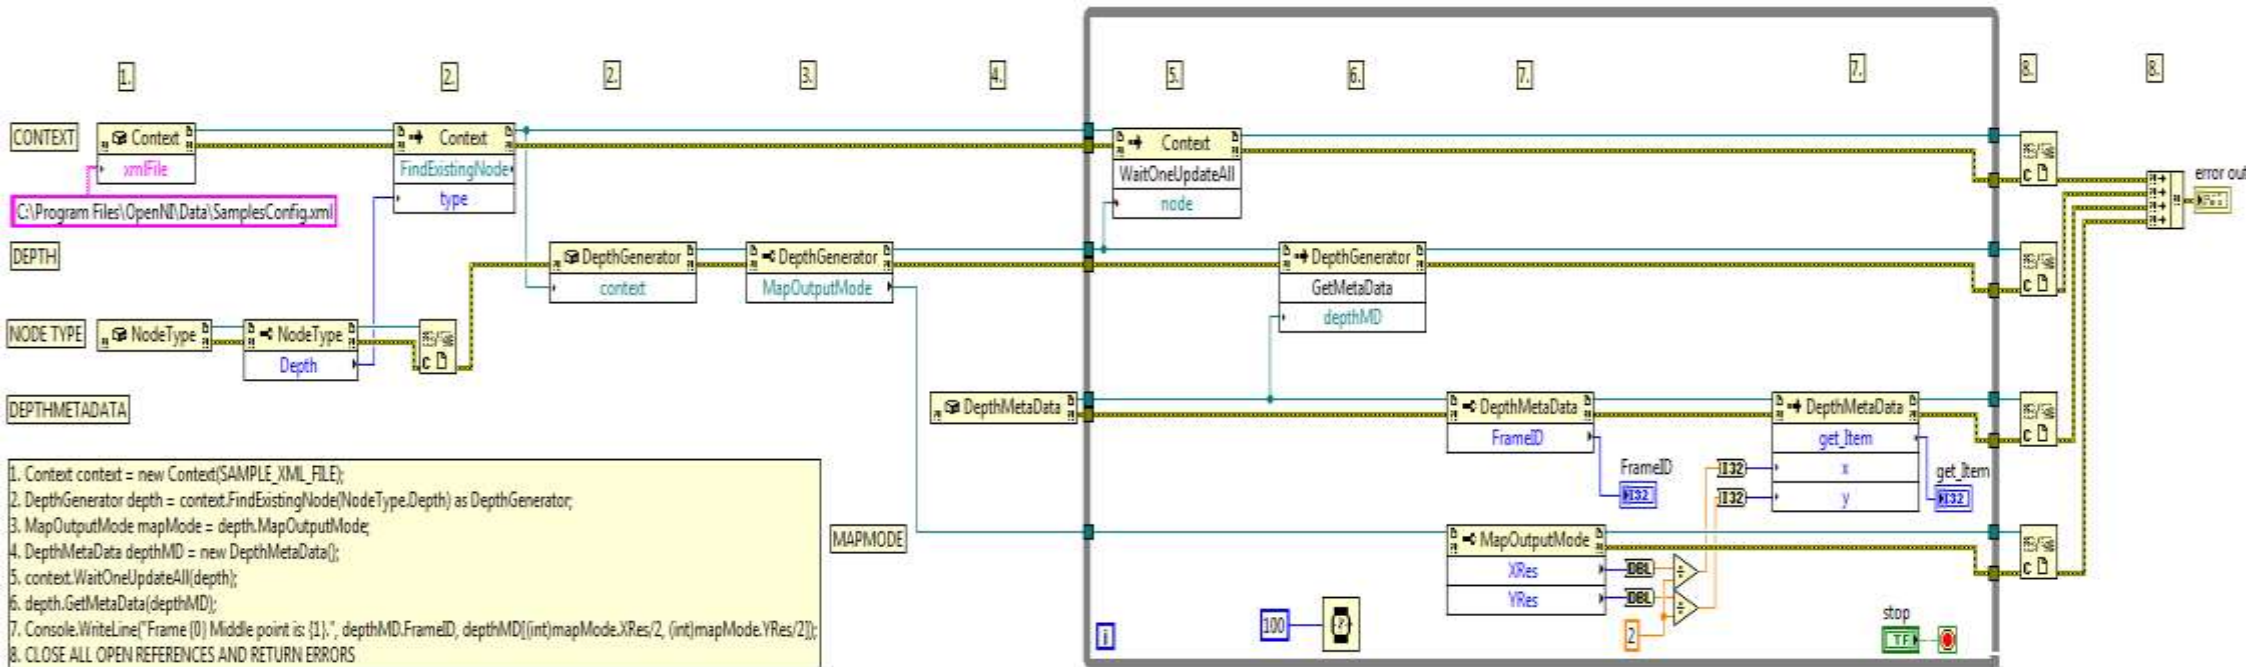 1. 2. 2. 3. 4. 5. 6. 7. 7. 8. 8.
CONTEXT
Context
xmlFile
C:\Program Files\OpenNI\Data\SamplesConfig.xml
Context
FindExistingNode
type
Context
WaitOneUpdateAll
node
error out
DEPTH
DepthGenerator
context
DepthGenerator
MapOutputMode
DepthGenerator
GetMetaData
depthMD
NODE TYPE
NodeType
NodeType
Depth
DEPTHMETADATA
DepthMetaData
DepthMetaData
FrameID
FrameID
I32
DepthMetaData
get_Item
x
y
I32
I32
get_Item
I32
MAPMODE
MapOutputMode
XRes
YRes
DBL
DBL
2
100
i
stop
TF
C
C
C
C
C
1. Context context = new Context(SAMPLE_XML_FILE);
2. DepthGenerator depth = context.FindExistingNode(NodeType.Depth) as DepthGenerator;
3. MapOutputMode mapMode = depth.MapOutputMode;
4. DepthMetaData depthMD = new DepthMetaData();
5. context.WaitOneUpdateAll(depth);
6. depth.GetMetaData(depthMD);
7. Console.WriteLine("Frame {0} Middle point is: {1}.", depthMD.FrameID, depthMD[(int)mapMode.XRes/2, (int)mapMode.YRes/2]);
8. CLOSE ALL OPEN REFERENCES AND RETURN ERRORS